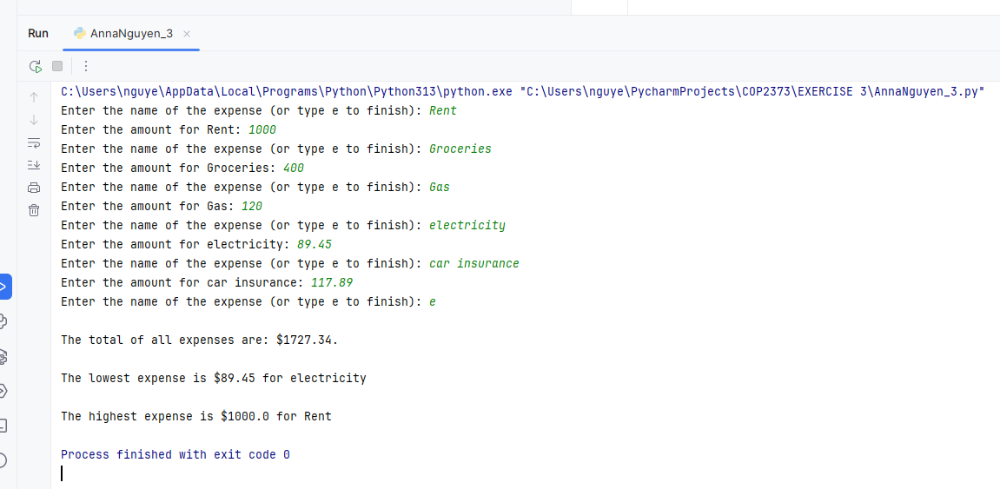 Run AnnaNguyen_3
C:\Users\nguye\AppData\Local\Programs\Python\Python313\python.exe "C:\Users\nguye\PycharmProjects\COP2373\EXERCISE 3\AnnaNguyen_3.py"
Enter the name of the expense (or type e to finish): Rent
Enter the amount for Rent: 1000
Enter the name of the expense (or type e to finish): Groceries
Enter the amount for Groceries: 400
Enter the name of the expense (or type e to finish): Gas
Enter the amount for Gas: 120
Enter the name of the expense (or type e to finish): electricity
Enter the amount for electricity: 89.45
Enter the name of the expense (or type e to finish): car insurance
Enter the amount for car insurance: 117.89
Enter the name of the expense (or type e to finish): e
The total of all expenses are: $1727.34.
The lowest expense is $89.45 for electricity
The highest expense is $1000.0 for Rent
Process finished with exit code 0